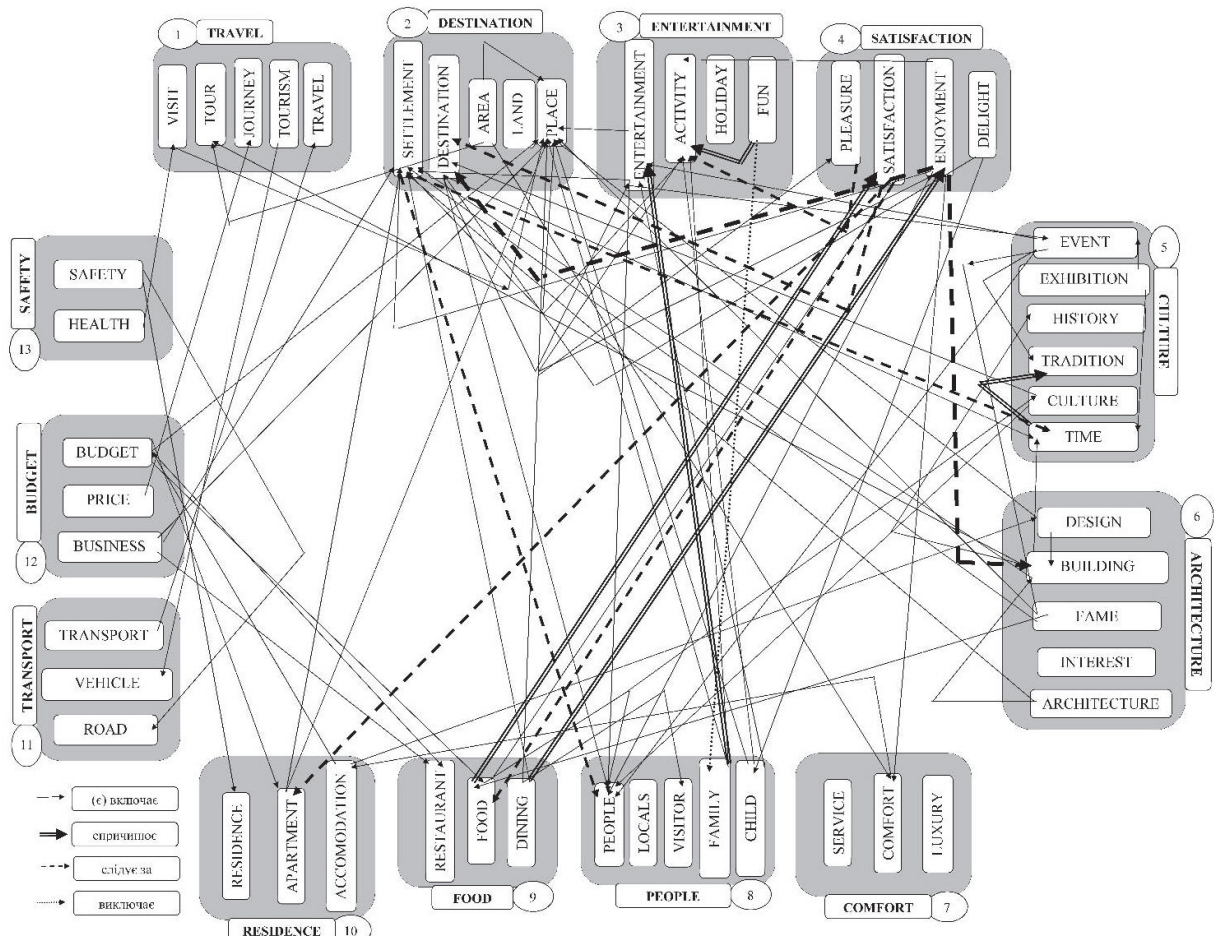 1 TRAVEL
VISIT
TOUR
JOURNEY
TOURISM
TRAVEL
2 DESTINATION
SETTLEMENT
DESTINATION
AREA
LAND
PLACE
3 ENTERTAINMENT
ENTERTAINMENT
ACTIVITY
HOLIDAY
FUN
4 SATISFACTION
PLEASURE
SATISFACTION
ENJOYMENT
DELIGHT
5
CULTURE
EVENT
EXHIBITION
HISTORY
TRADITION
CULTURE
TIME
6
ARCHITECTURE
DESIGN
BUILDING
FAME
INTEREST
ARCHITECTURE
SERVICE
COMFORT
LUXURY
COMFORT 7
PEOPLE
LOCALS
VISITOR
FAMILY
CHILD
PEOPLE 8
RESTAURANT
FOOD
DINING
FOOD 9
RESIDENCE
APARTMENT
ACCOMODATION
RESIDENCE 10
TRANSPORT
11
TRANSPORT
VEHICLE
ROAD
BUDGET
12
BUDGET
PRICE
BUSINESS
SAFETY
13
SAFETY
HEALTH
(є) включає
спричинює
слідує за
виключає